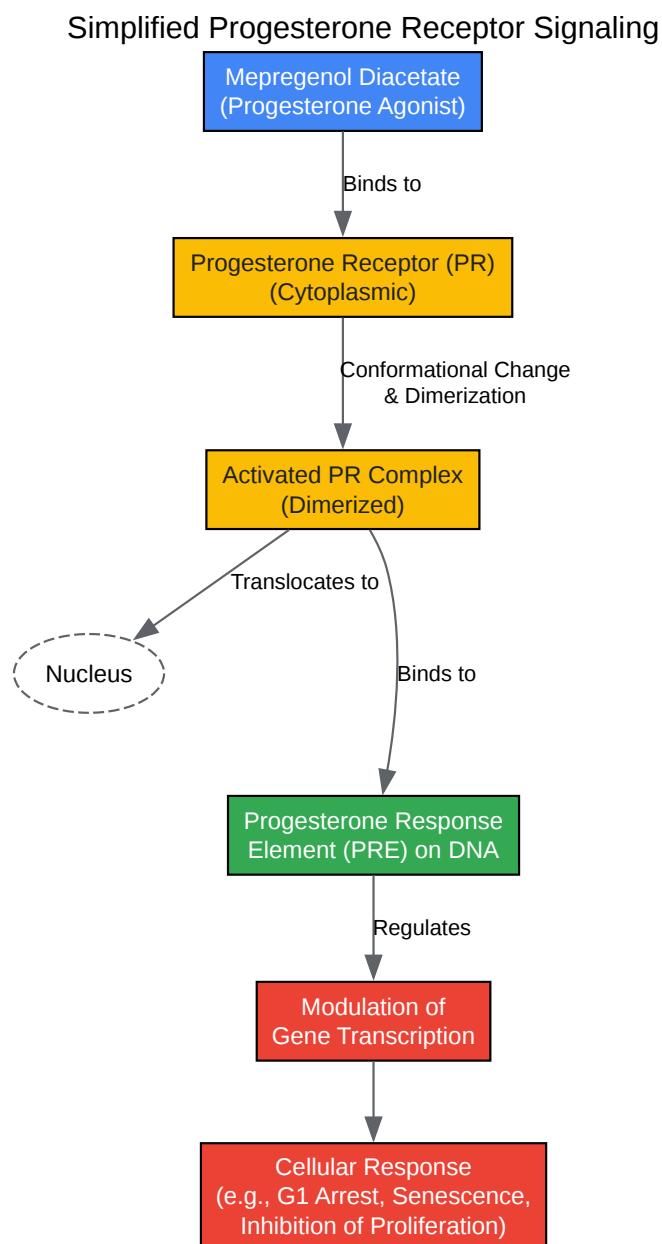 Simplified Progesterone Receptor Signaling
Mepregenol Diacetate
(Progesterone Agonist)
Binds to
Progesterone Receptor (PR)
(Cytoplasmic)
Conformational Change
& Dimerization
Activated PR Complex
(Dimerized)
Translocates to
Nucleus
Binds to
Progesterone Response
Element (PRE) on DNA
Regulates
Modulation of
Gene Transcription
Cellular Response
(e.g., G1 Arrest, Senescence,
Inhibition of Proliferation)